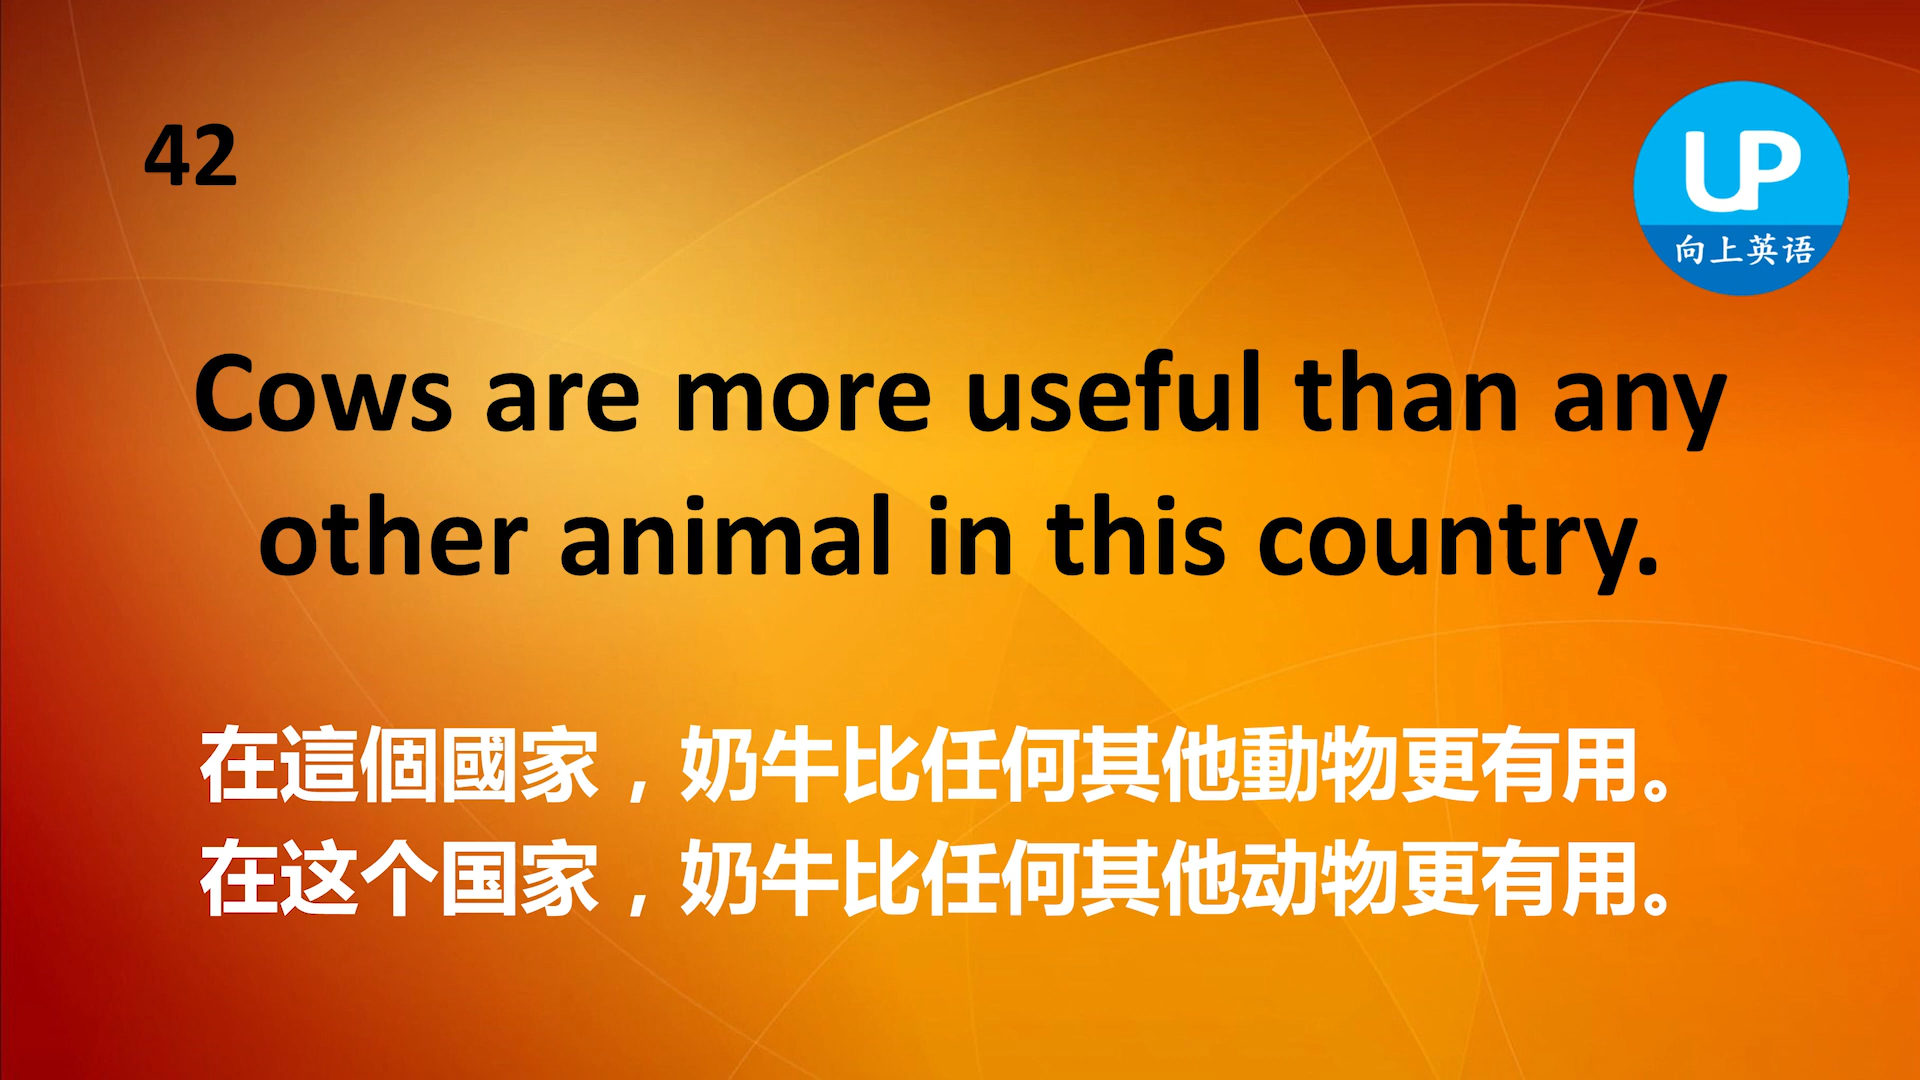 42
UP
向上英语
Cows are more useful than any
other animal in this country.
在這個國家，奶牛比任何其他動物更有用。
在这个国家，奶牛比任何其他动物更有用。